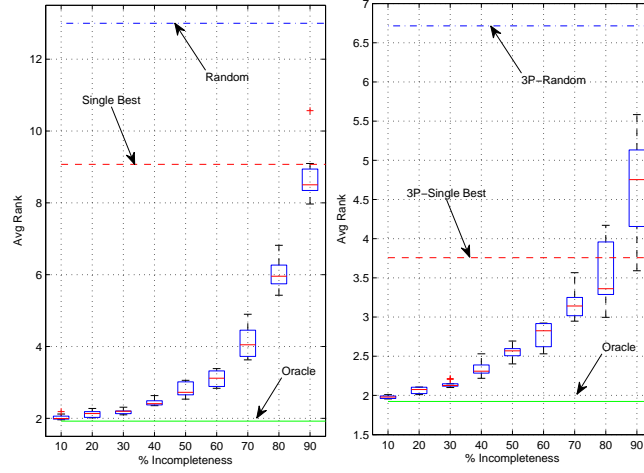 12
10
8
6
4
2
Avg Rank
Random
Single Best
Oracle
10 20 30 40 50 60 70 80 90
% Incompleteness
7
6.5
6
5.5
5
4.5
4
3.5
3
2.5
2
1.5
1
Avg Rank
3P-Random
3P-Single Best
Oracle
10 20 30 40 50 60 70 80 90
% Incompleteness